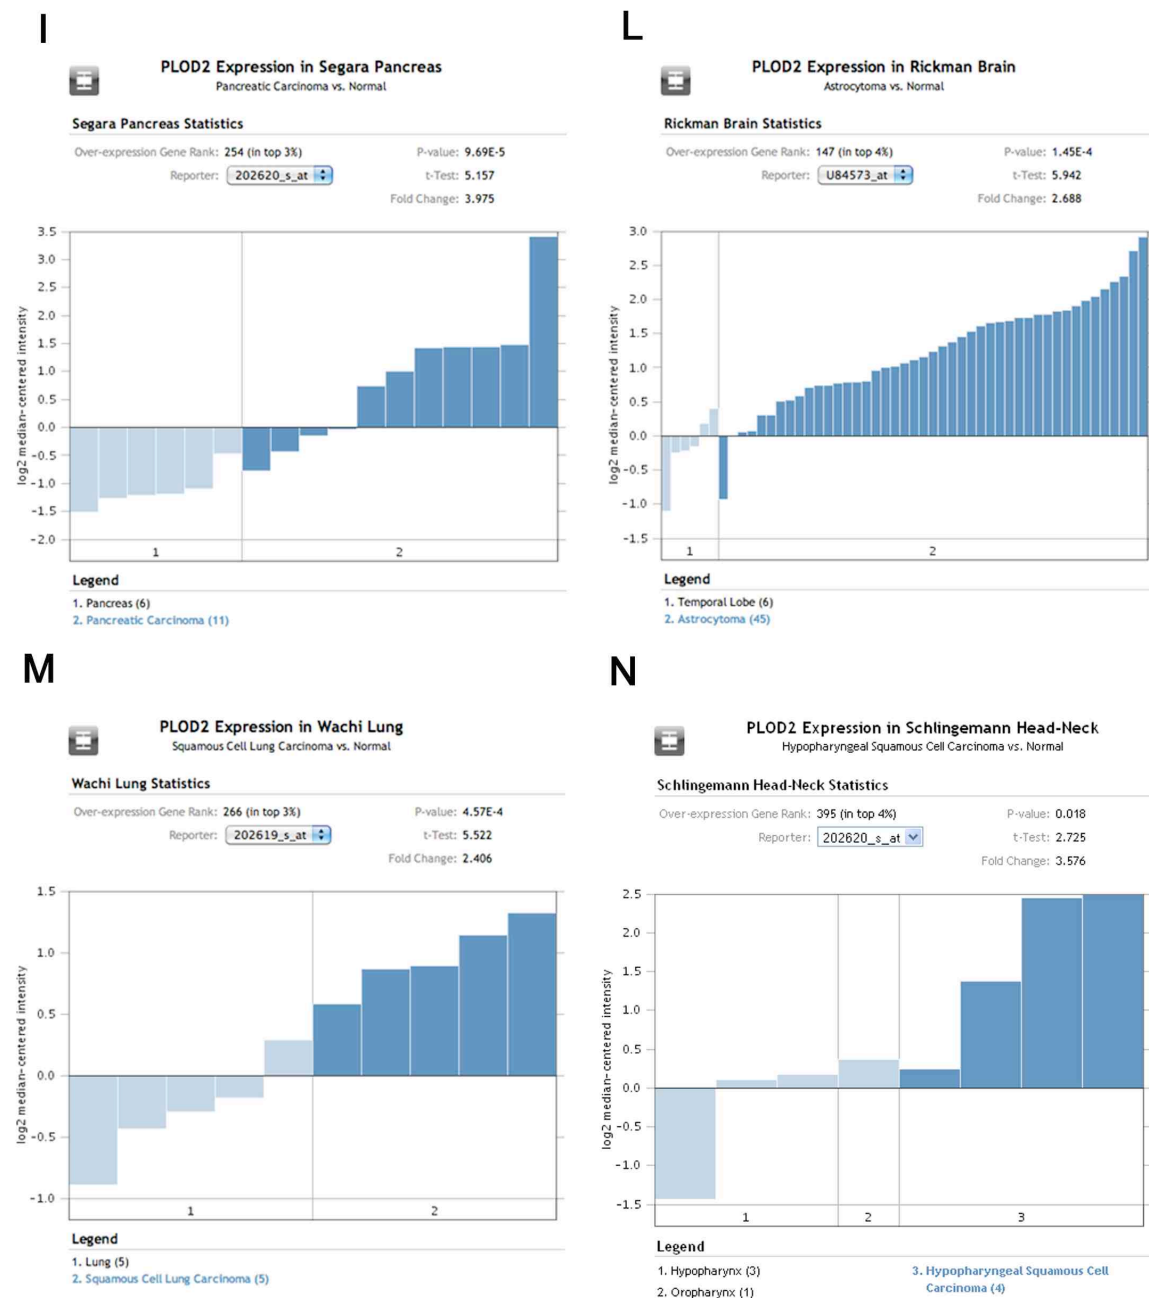 I
PLOD2 Expression in Segara Pancreas
Pancreatic Carcinoma vs. Normal
Segara Pancreas Statistics
Over-expression Gene Rank: 254 (in top 3%)
P-value: 9.69E-5
Reporter: 202620_s_at
t-Test: 5.157
Fold Change: 3.975
log2 median-centered intensity
3.5
3.0
2.5
2.0
1.5
1.0
0.5
0.0
-0.5
-1.0
-1.5
-2.0
1 2
Legend
1. Pancreas (6)
2. Pancreatic Carcinoma (11)
L
PLOD2 Expression in Rickman Brain
Astrocytoma vs. Normal
Rickman Brain Statistics
Over-expression Gene Rank: 147 (in top 4%)
P-value: 1.45E-4
Reporter: U84573_at
t-Test: 5.942
Fold Change: 2.688
log2 median-centered intensity
3.0
2.5
2.0
1.5
1.0
0.5
0.0
-0.5
-1.0
-1.5
1 2
Legend
1. Temporal Lobe (6)
2. Astrocytoma (45)
M
PLOD2 Expression in Wachi Lung
Squamous Cell Lung Carcinoma vs. Normal
Wachi Lung Statistics
Over-expression Gene Rank: 266 (in top 3%)
P-value: 4.57E-4
Reporter: 202619_s_at
t-Test: 5.522
Fold Change: 2.406
log2 median-centered intensity
1.5
1.0
0.5
0.0
-0.5
-1.0
1 2
Legend
1. Lung (5)
2. Squamous Cell Lung Carcinoma (5)
N
PLOD2 Expression in Schlingemann Head-Neck
Hypopharyngeal Squamous Cell Carcinoma vs. Normal
Schlingemann Head-Neck Statistics
Over-expression Gene Rank: 395 (in top 4%)
P-value: 0.018
Reporter: 202620_s_at
t-Test: 2.725
Fold Change: 3.576
log2 median-centered intensity
2.5
2.0
1.5
1.0
0.5
0.0
-0.5
-1.0
-1.5
1 2 3
Legend
1. Hypopharynx (3)
2. Oropharynx (1)
3. Hypopharyngeal Squamous Cell
Carcinoma (4)